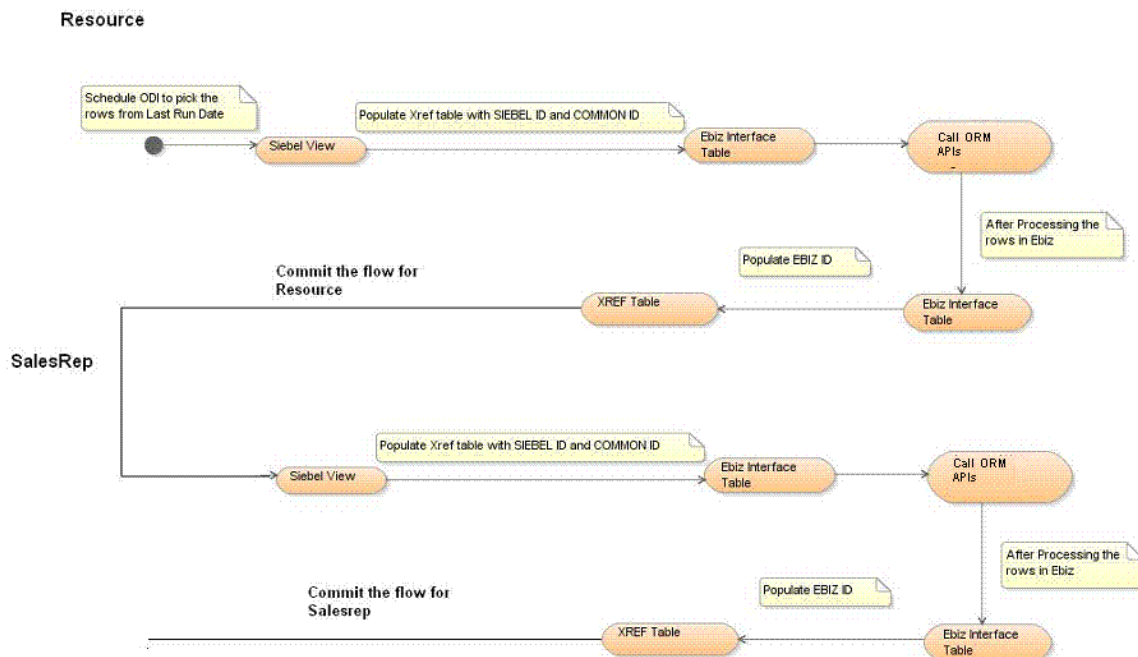 Resource
Schedule ODI to pick the
rows from Last Run Date
Populate Xref table with SIEBEL ID and COMMON ID
Siebel View
Ebiz Interface
Table
Call ORM
APIs
After Processing the
rows in Ebiz
Populate EBIZ ID
Commit the flow for
Resource
XREF Table
Ebiz Interface
Table
SalesRep
Populate Xref table with SIEBEL ID and COMMON ID
Siebel View
Ebiz Interface
Table
Call ORM
APIs
After Processing the
rows in Ebiz
Populate EBIZ ID
Commit the flow for
Salesrep
XREF Table
Ebiz Interface
Table